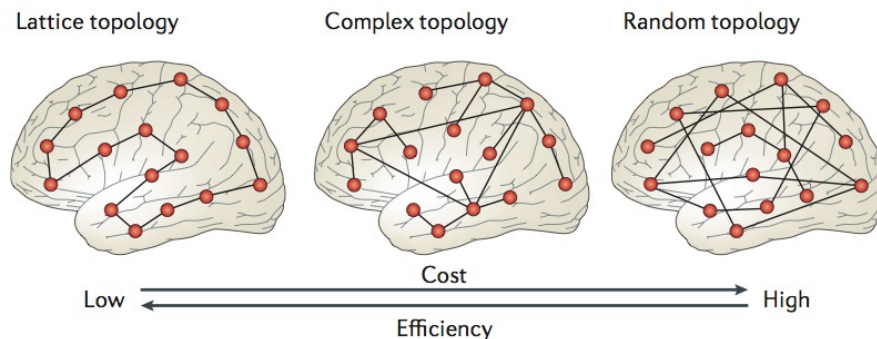 Lattice topology
Complex topology
Random topology
Cost
Low
High
Efficiency